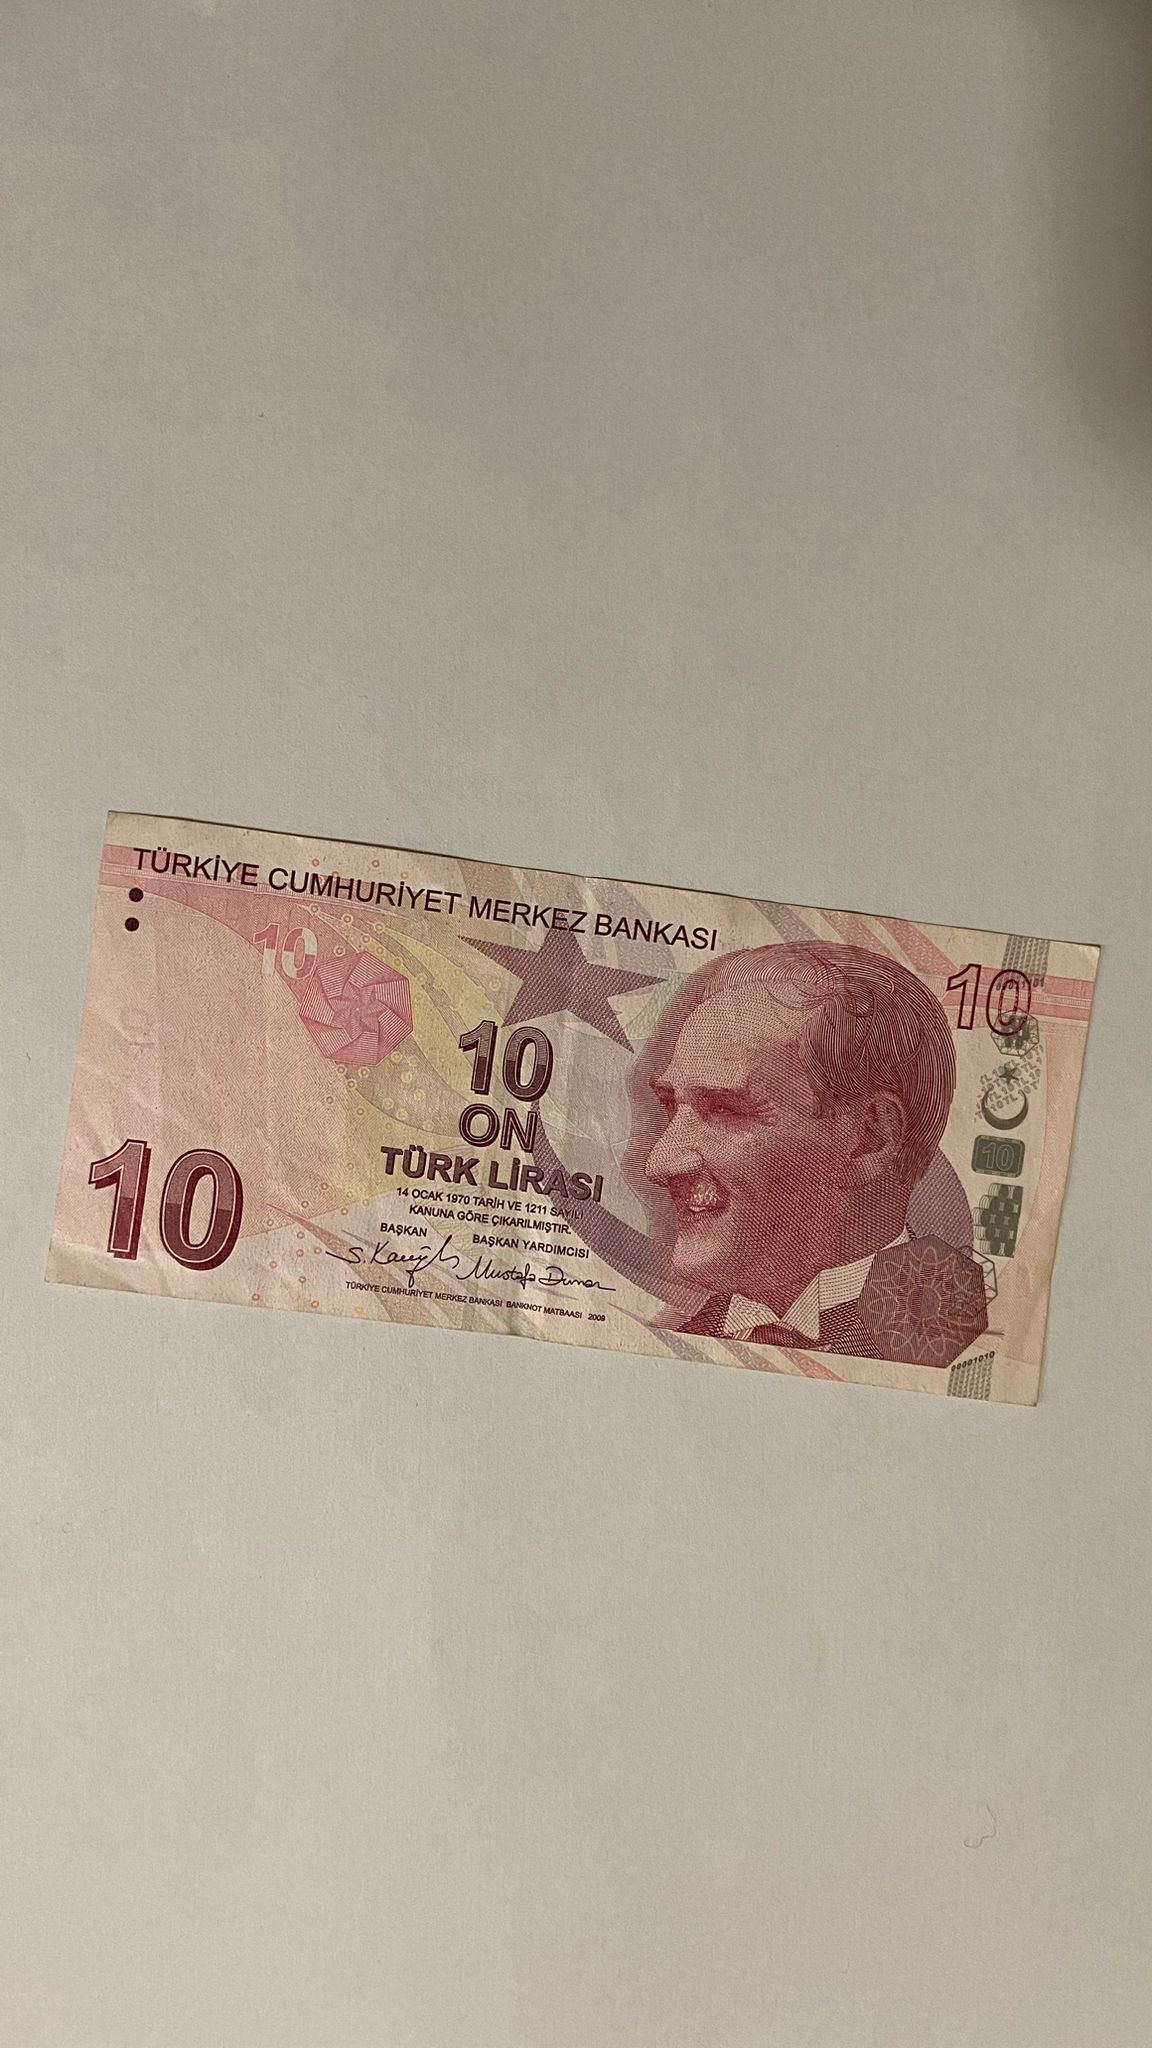 TÜRKİYE CUMHURİYET MERKEZ BANKASI
10
10
10
ON
TÜRK LİRASI
14 OCAK 1970 TARİH VE 1211 SAYILI
KANUNA GÖRE ÇIKARILMIŞTIR.
BAŞKAN
BAŞKAN YARDIMCISI
TÜRKİYE CUMHURİYET MERKEZ BANKASI BANKNOT MATBAASI 2009
10
10
00001010